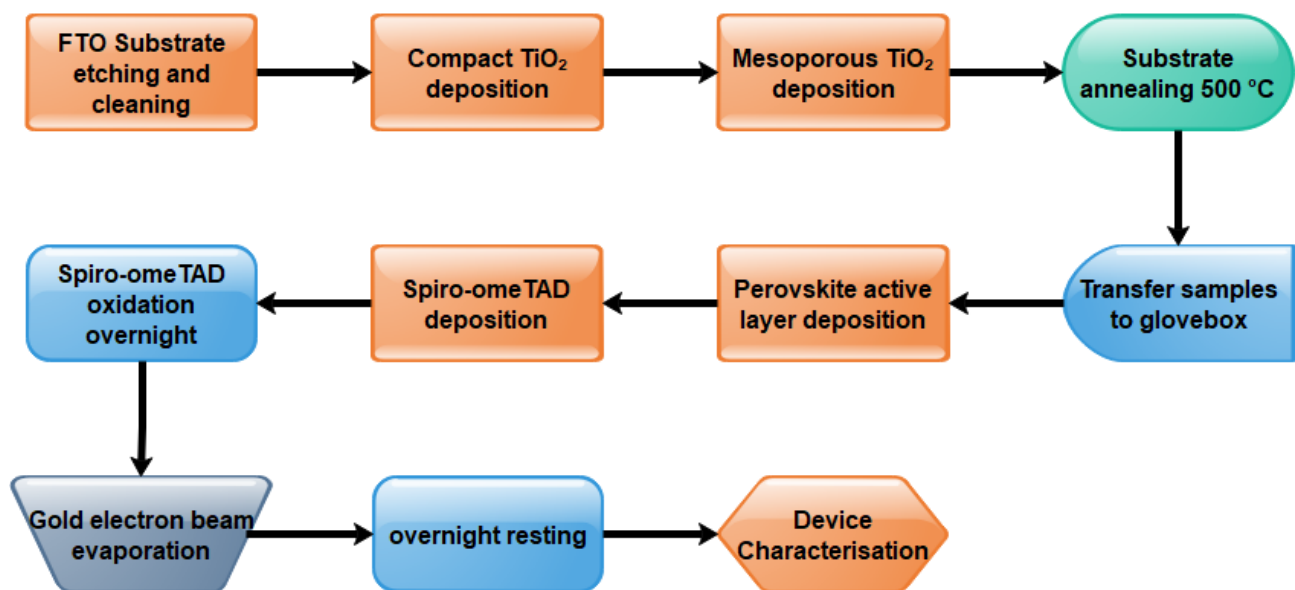 FTO Substrate
etching and
cleaning
Compact TiO₂
deposition
Mesoporous TiO₂
deposition
Substrate
annealing 500 °C
Transfer samples
to glovebox
Perovskite active
layer deposition
Spiro-omeTAD
deposition
Spiro-omeTAD
oxidation
overnight
Gold electron beam
evaporation
overnight resting
Device
Characterisation